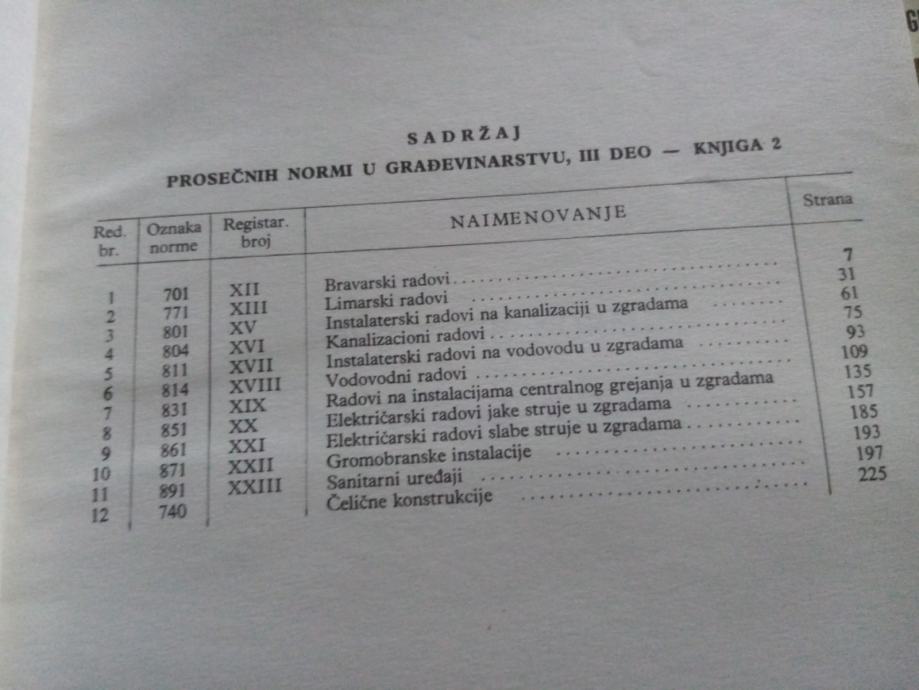 SADRŽAJ
PROSEČNIH NORMI U GRAĐEVINARSTVU, III DEO — KNJIGA 2
Red. br. Oznaka norme Registar. broj NAIMENOVANJE Strana
1 701 XII Bravarski radovi 7
2 771 XIII Limarski radovi 31
3 801 XV Instalaterski radovi na kanalizaciji u zgradama 61
4 804 XVI Kanalizacioni radovi 75
5 811 XVII Instalaterski radovi na vodovodu u zgradama 93
6 814 XVIII Vodovodni radovi 109
7 831 XIX Radovi na instalacijama centralnog grejanja u zgradama 135
8 851 XX Električarski radovi jake struje u zgradama 157
9 861 XXI Električarski radovi slabe struje u zgradama 185
10 871 XXII Gromobranske instalacije 193
11 891 XXIII Sanitarni uređaji 197
12 740 Čelične konstrukcije 225